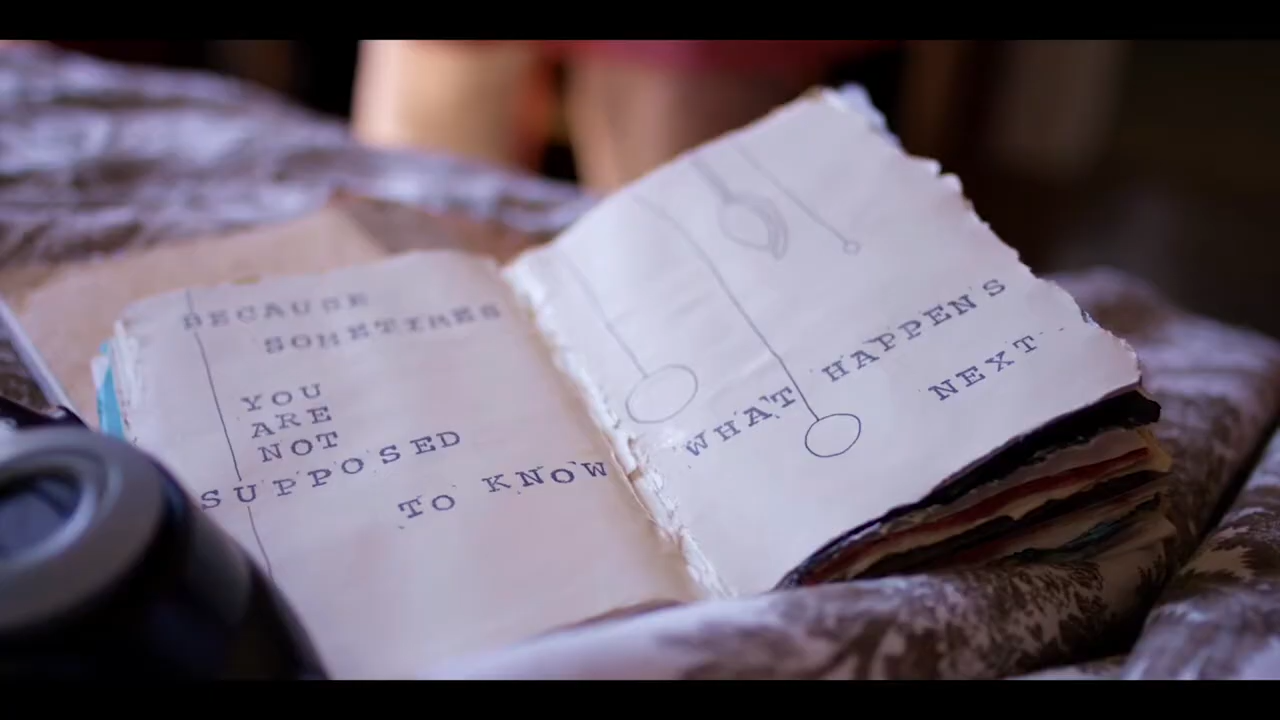 BECAUSE
SOMETIMES
YOU
ARE
NOT
SUPPOSED
TO KNOW
WHAT HAPPENS
NEXT...